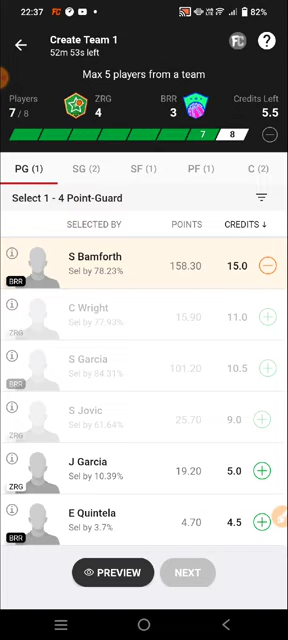 22:37 FC 82%
Create Team 1
52m 53s left
FC ?
Max 5 players from a team
Players ZRG BRR Credits Left
7 / 8 4 3 5.5
7 8
PG (1) SG (2) SF (1) PF (1) C (2)
Select 1 - 4 Point-Guard
SELECTED BY POINTS CREDITS ↓
S Bamforth
Sel by 78.23% 158.30 15.0
BRR
C Wright
Sel by 77.93% 15.90 11.0
ZRG
S Garcia
Sel by 84.31% 101.20 10.5
BRR
S Jovic
Sel by 61.64% 25.70 9.0
ZRG
J Garcia
Sel by 10.39% 19.20 5.0
ZRG
E Quintela
Sel by 3.7% 4.70 4.5
BRR
PREVIEW NEXT